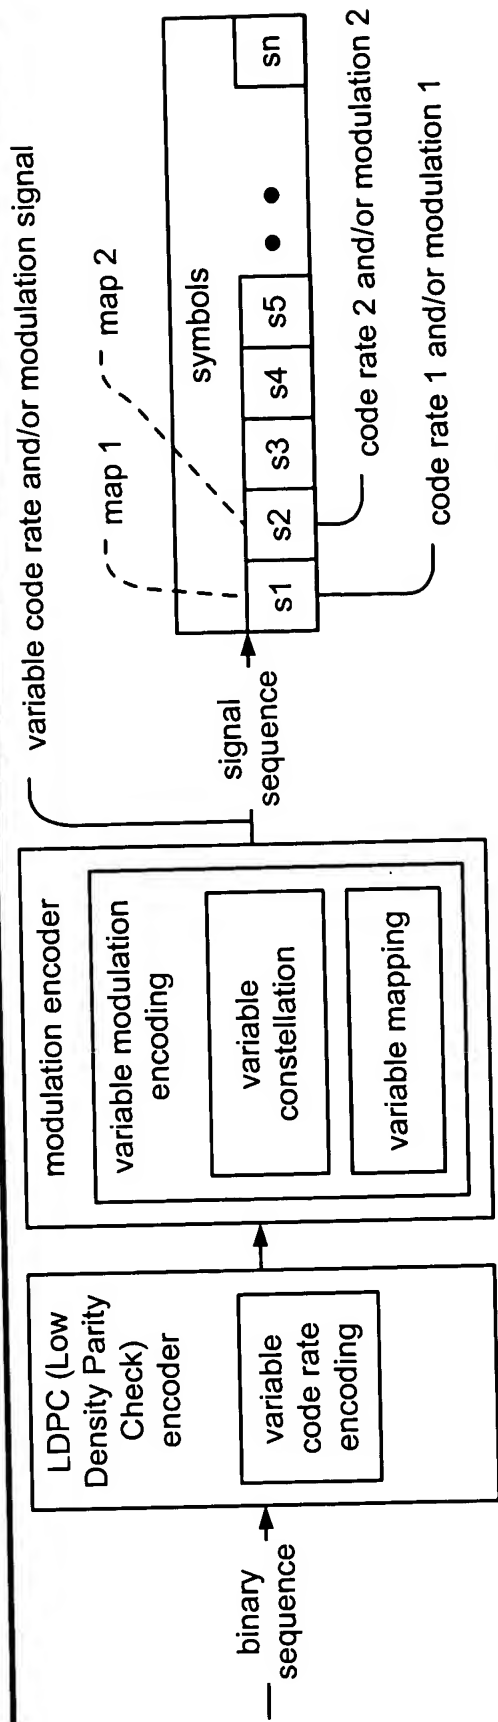 binary
sequence
LDPC (Low
Density Parity
Check)
encoder
variable
code rate
encoding
modulation encoder
variable modulation
encoding
variable
constellation
variable mapping
variable code rate and/or modulation signal
signal
sequence
map 1
map 2
symbols
s1
s2
s3
s4
s5
sn
code rate 2 and/or modulation 2
code rate 1 and/or modulation 1